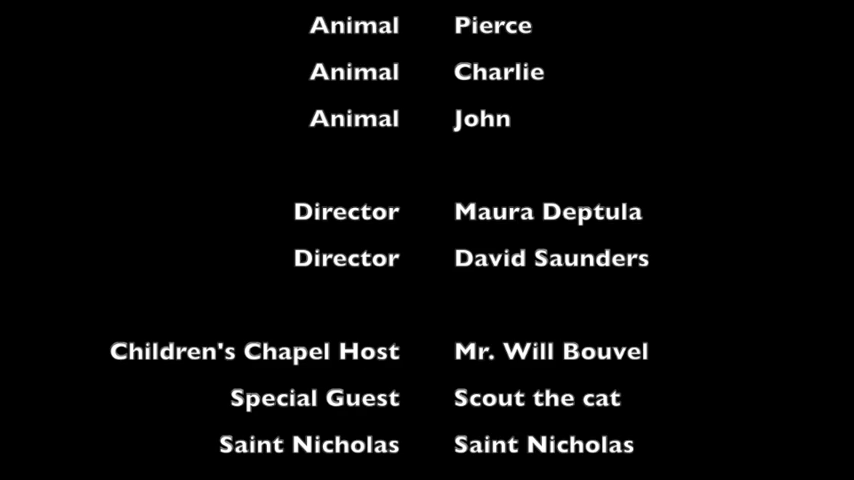 Animal Pierce
Animal Charlie
Animal John
Director Maura Deptula
Director David Saunders
Children's Chapel Host Mr. Will Bouvel
Special Guest Scout the cat
Saint Nicholas Saint Nicholas